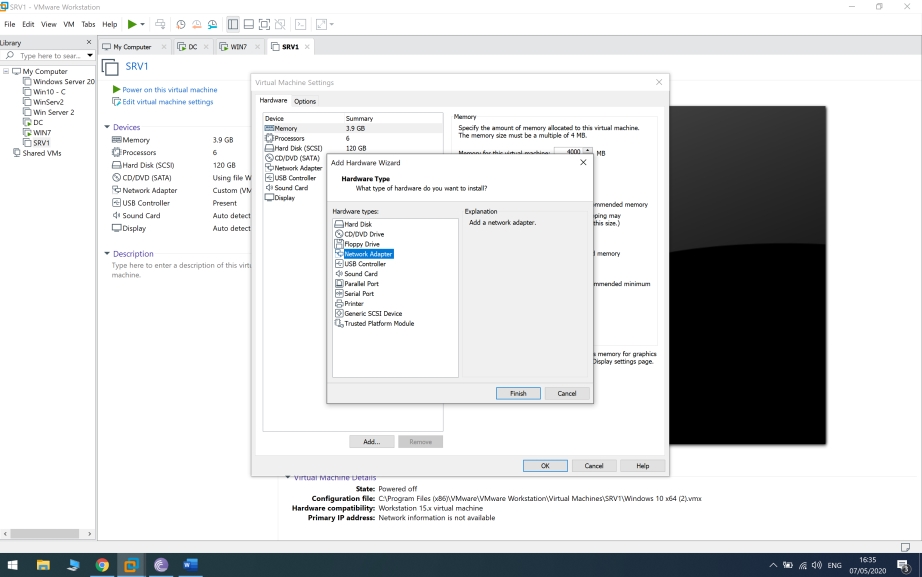 SRV1 - VMware Workstation
File Edit View VM Tabs Help
Library
Type here to sear...
My Computer
Windows Server 20
Win10 - C
WinServ2
Win Server 2
DC
WIN7
SRV1
Shared VMs
My Computer DC WIN7 SRV1
SRV1
Power on this virtual machine
Edit virtual machine settings
Devices
Memory 3.9 GB
Processors 6
Hard Disk (SCSI) 120 GB
CD/DVD (SATA) Using file W
Network Adapter Custom (VM
USB Controller Present
Sound Card Auto detect
Display Auto detect
Description
Type here to enter a description of this virt
machine.
Virtual Machine Settings
Hardware Options
Device Summary
Memory 3.9 GB
Processors 6
Hard Disk (SCSI) 120 GB
CD/DVD (SATA)
Network Adapter
USB Controller
Sound Card
Display
Add... Remove
Memory
Specify the amount of memory allocated to this virtual machine.
The memory size must be a multiple of 4 MB.
Memory for this virtual machine: 4000 MB
mmended memory
ping may
this size.)
l memory
mmended minimum
s memory for graphics
Display settings page.
OK Cancel Help
Add Hardware Wizard
Hardware Type
What type of hardware do you want to install?
Hardware types:
Hard Disk
CD/DVD Drive
Floppy Drive
Network Adapter
USB Controller
Sound Card
Parallel Port
Serial Port
Printer
Generic SCSI Device
Trusted Platform Module
Explanation
Add a network adapter.
Finish Cancel
Virtual Machine Details
State: Powered off
Configuration file: C:\Program Files (x86)\VMware\VMware Workstation\Virtual Machines\SRV1\Windows 10 x64 (2).vmx
Hardware compatibility: Workstation 15.x virtual machine
Primary IP address: Network information is not available
ENG
16:35
07/05/2020
3